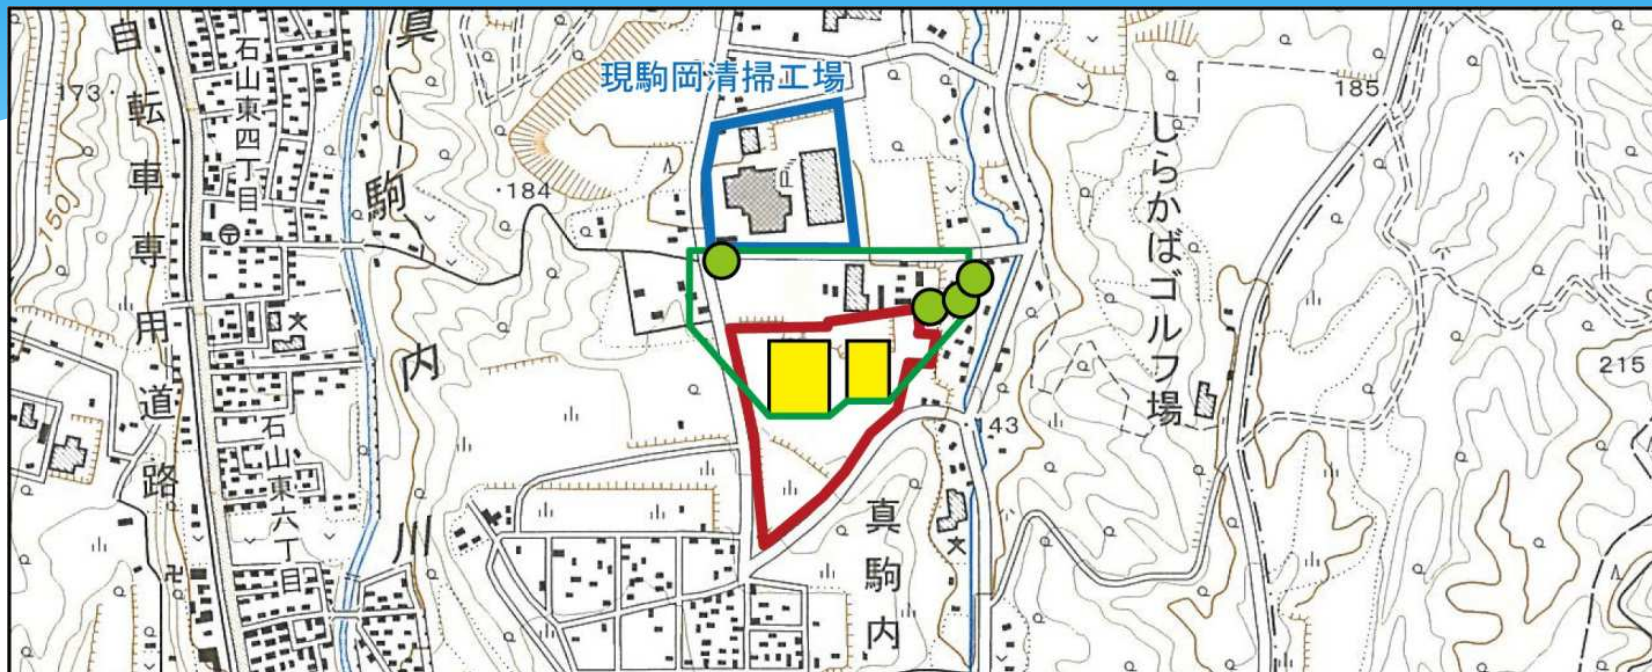 現駒岡清掃工場
自転車専用道路
石山東四丁目
石山東六丁目
真駒内川
しらかばゴルフ場
真駒内
173
184
185
150
215
143